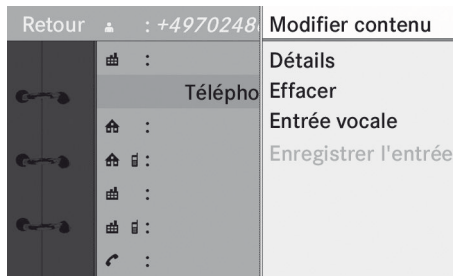 Retour : +4970248
Modifier contenu
:
Détails
Télépho
Effacer
:
Entrée vocale
:
Enregistrer l'entrée
:
:
: